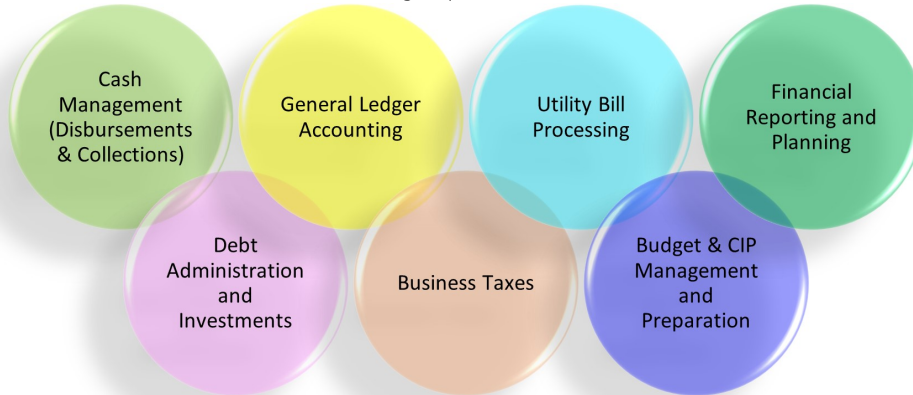 Cash
Management
(Disbursements
& Collections)
General Ledger
Accounting
Utility Bill
Processing
Financial
Reporting and
Planning
Debt
Administration
and
Investments
Business Taxes
Budget & CIP
Management
and
Preparation